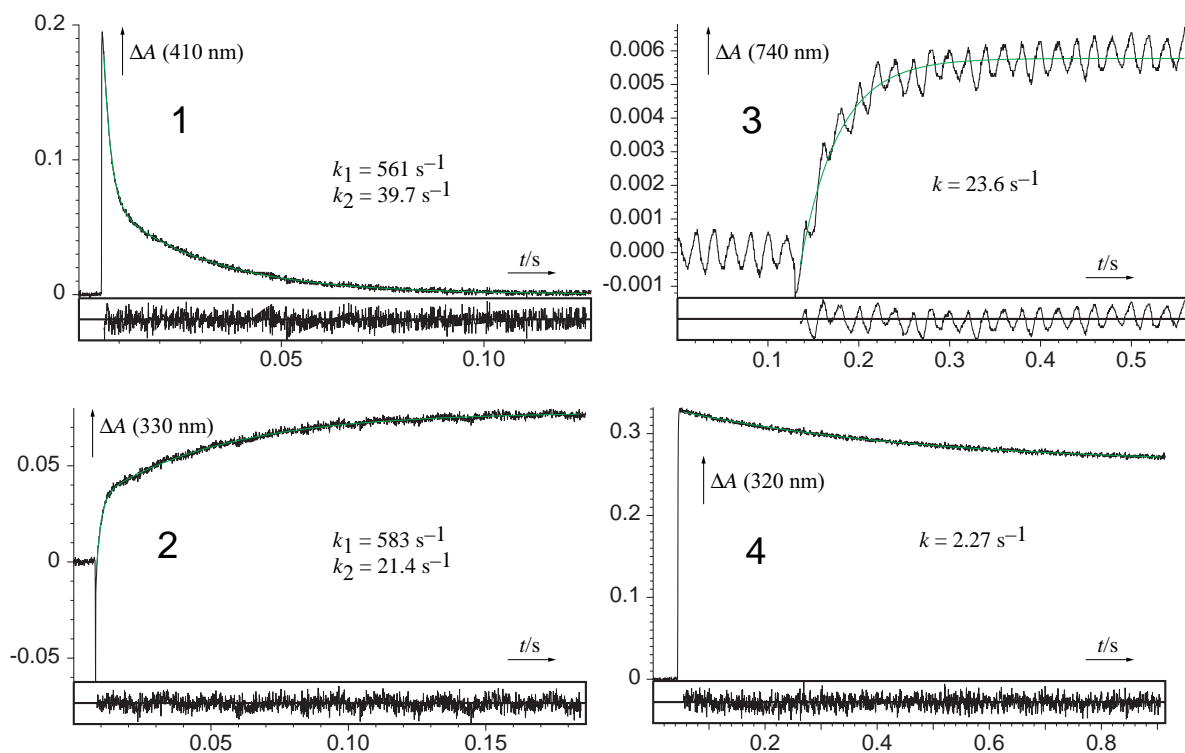 0.2
ΔA (410 nm)
1
k1 = 561 s–1
k2 = 39.7 s–1
0.1
0
t/s
0.05 0.10
0.006
ΔA (740 nm)
0.005
0.004
3
0.003
0.002
k = 23.6 s–1
0.001
0.000
t/s
-0.001
0.1 0.2 0.3 0.4 0.5
ΔA (330 nm)
0.05
2
k1 = 583 s–1
k2 = 21.4 s–1
0
-0.05
t/s
0.05 0.10 0.15
0.3
ΔA (320 nm)
0.2
4
k = 2.27 s–1
0.1
t/s
0
0.2 0.4 0.6 0.8